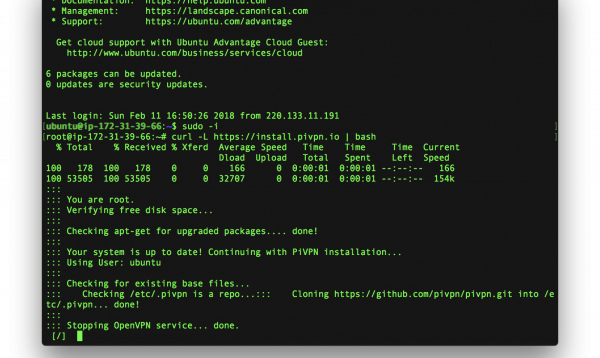 * Documentation: https://help.ubuntu.com
* Management: https://landscape.canonical.com
* Support: https://ubuntu.com/advantage
Get cloud support with Ubuntu Advantage Cloud Guest:
http://www.ubuntu.com/business/services/cloud
6 packages can be updated.
0 updates are security updates.
Last login: Sun Feb 11 16:50:26 2018 from 220.133.11.191
[ubuntu@ip-172-31-39-66:~$ sudo -i ]
[root@ip-172-31-39-66:~# curl -L https://install.pivpn.io | bash ]
% Total % Received % Xferd Average Speed Time Time Time Current
Dload Upload Total Spent Left Speed
100 178 100 178 0 0 166 0 0:00:01 0:00:01 --:--:-- 166
100 53505 100 53505 0 0 32707 0 0:00:01 0:00:01 --:--:-- 154k
:::
::: You are root.
::: Verifying free disk space...
:::
::: Checking apt-get for upgraded packages.... done!
:::
::: Your system is up to date! Continuing with PiVPN installation...
::: Using User: ubuntu
:::
::: Checking for existing base files...
::: Checking /etc/.pivpn is a repo...::: Cloning https://github.com/pivpn/pivpn.git into /e
tc/.pivpn... done!
:::
::: Stopping OpenVPN service... done.
[/]